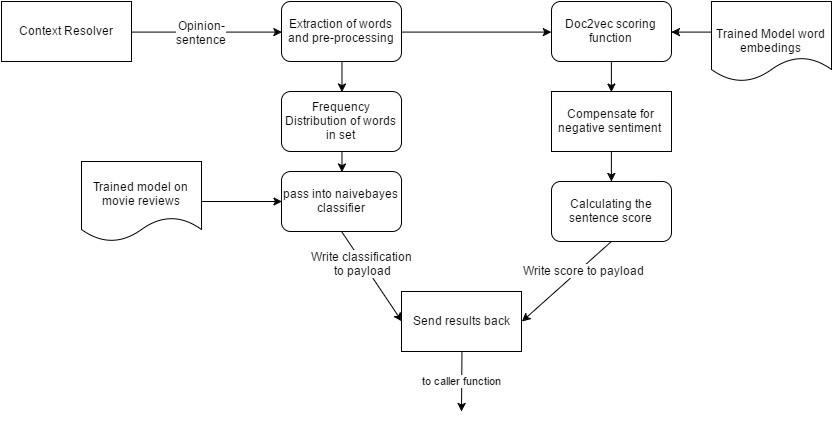 Context Resolver
Opinion-
sentence
Extraction of words
and pre-processing
Doc2vec scoring
function
Trained Model word
embedings
Frequency
Distribution of words
in set
Compensate for
negative sentiment
Trained model on
movie reviews
pass into naivebayes
classifier
Calculating the
sentence score
Write classification
to payload
Write score to payload
Send results back
to caller function